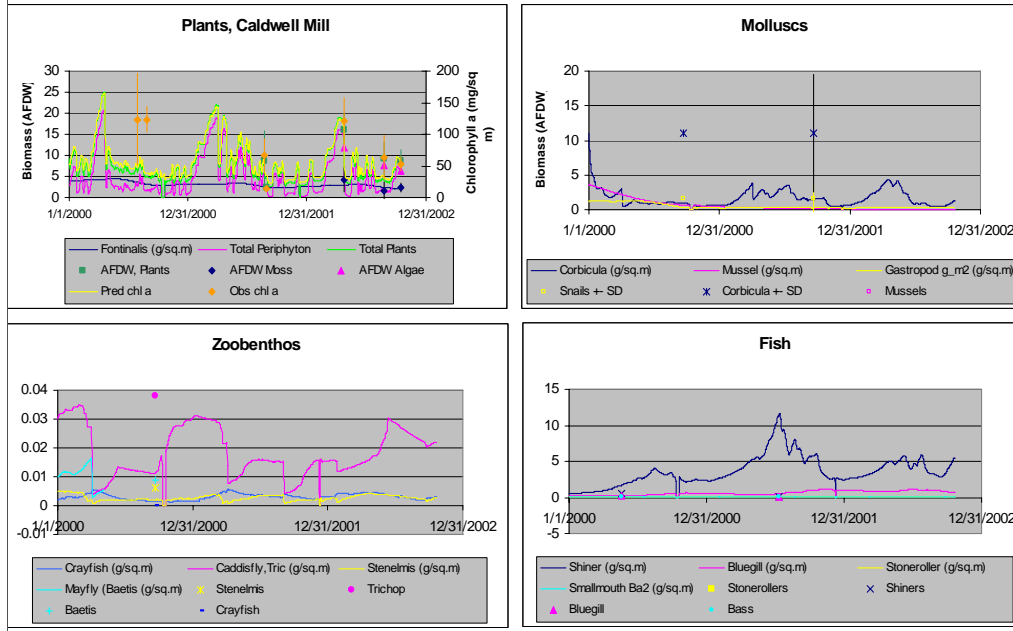 Plants, Caldwell Mill
Biomass (AFDW)
30
25
20
15
10
5
0
200
150
100
50
0
Chlorophyll a (mg/sq m)
1/1/2000 12/31/2000 12/31/2001 12/31/2002
Fontinalis (g/sq.m) Total Periphyton Total Plants
AFDW, Plants AFDW Moss AFDW Algae
Pred chl a Obs chl a
Molluscs
Biomass (AFDW)
20
15
10
5
0
1/1/2000 12/31/2000 12/31/2001 12/31/2002
Corbicula (g/sq.m) Mussel (g/sq.m) Gastropod g_m2 (g/sq.m)
Snails +- SD Corbicula +- SD Mussels
Zoobenthos
0.04
0.03
0.02
0.01
0
-0.01
1/1/2000 12/31/2000 12/31/2001 12/31/2002
Crayfish (g/sq.m) Caddisfly,Tric (g/sq.m) Stenelmis (g/sq.m)
Mayfly (Baetis (g/sq.m) Stenelmis Trichop
Baetis Crayfish
Fish
15
10
5
0
-5
1/1/2000 12/31/2000 12/31/2001 12/31/2002
Shiner (g/sq.m) Bluegill (g/sq.m) Stoneroller (g/sq.m)
Smallmouth Ba2 (g/sq.m) Stonerollers Shiners
Bluegill Bass